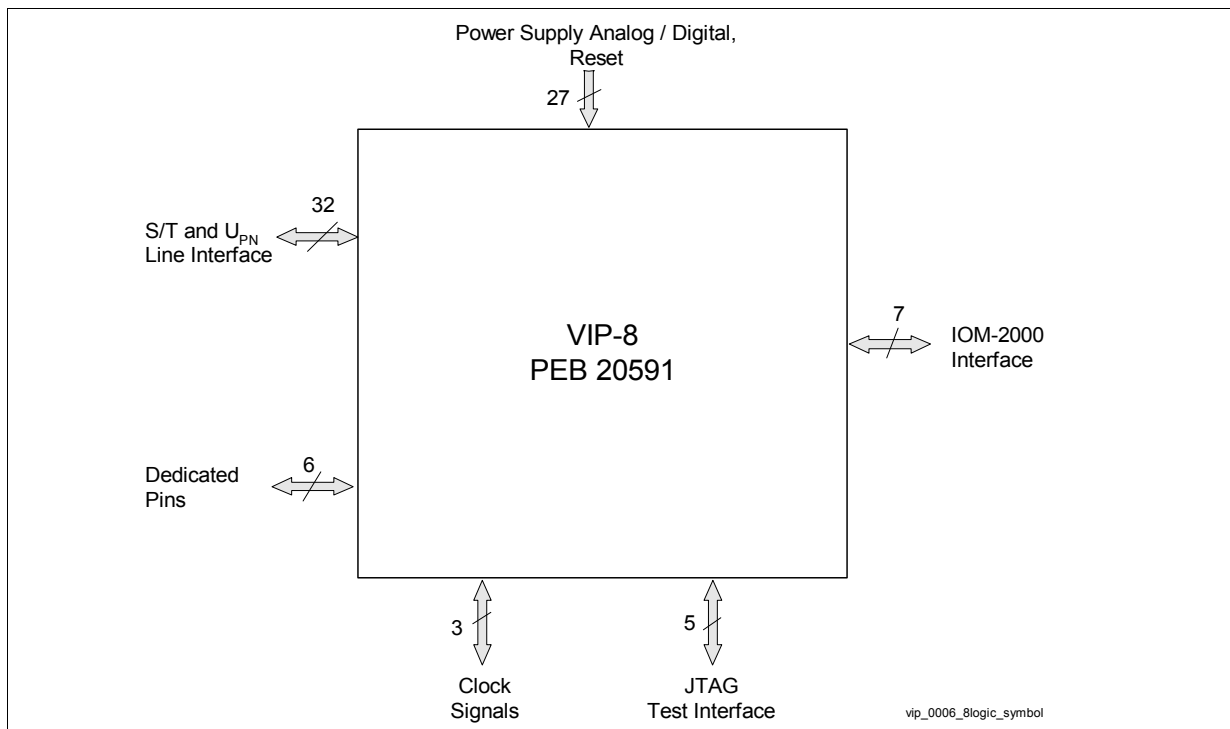 Power Supply Analog / Digital,
Reset
27
32
S/T and UPN
Line Interface
VIP-8
PEB 20591
7
IOM-2000
Interface
6
Dedicated
Pins
3
5
Clock
Signals
JTAG
Test Interface
vip_0006_8logic_symbol